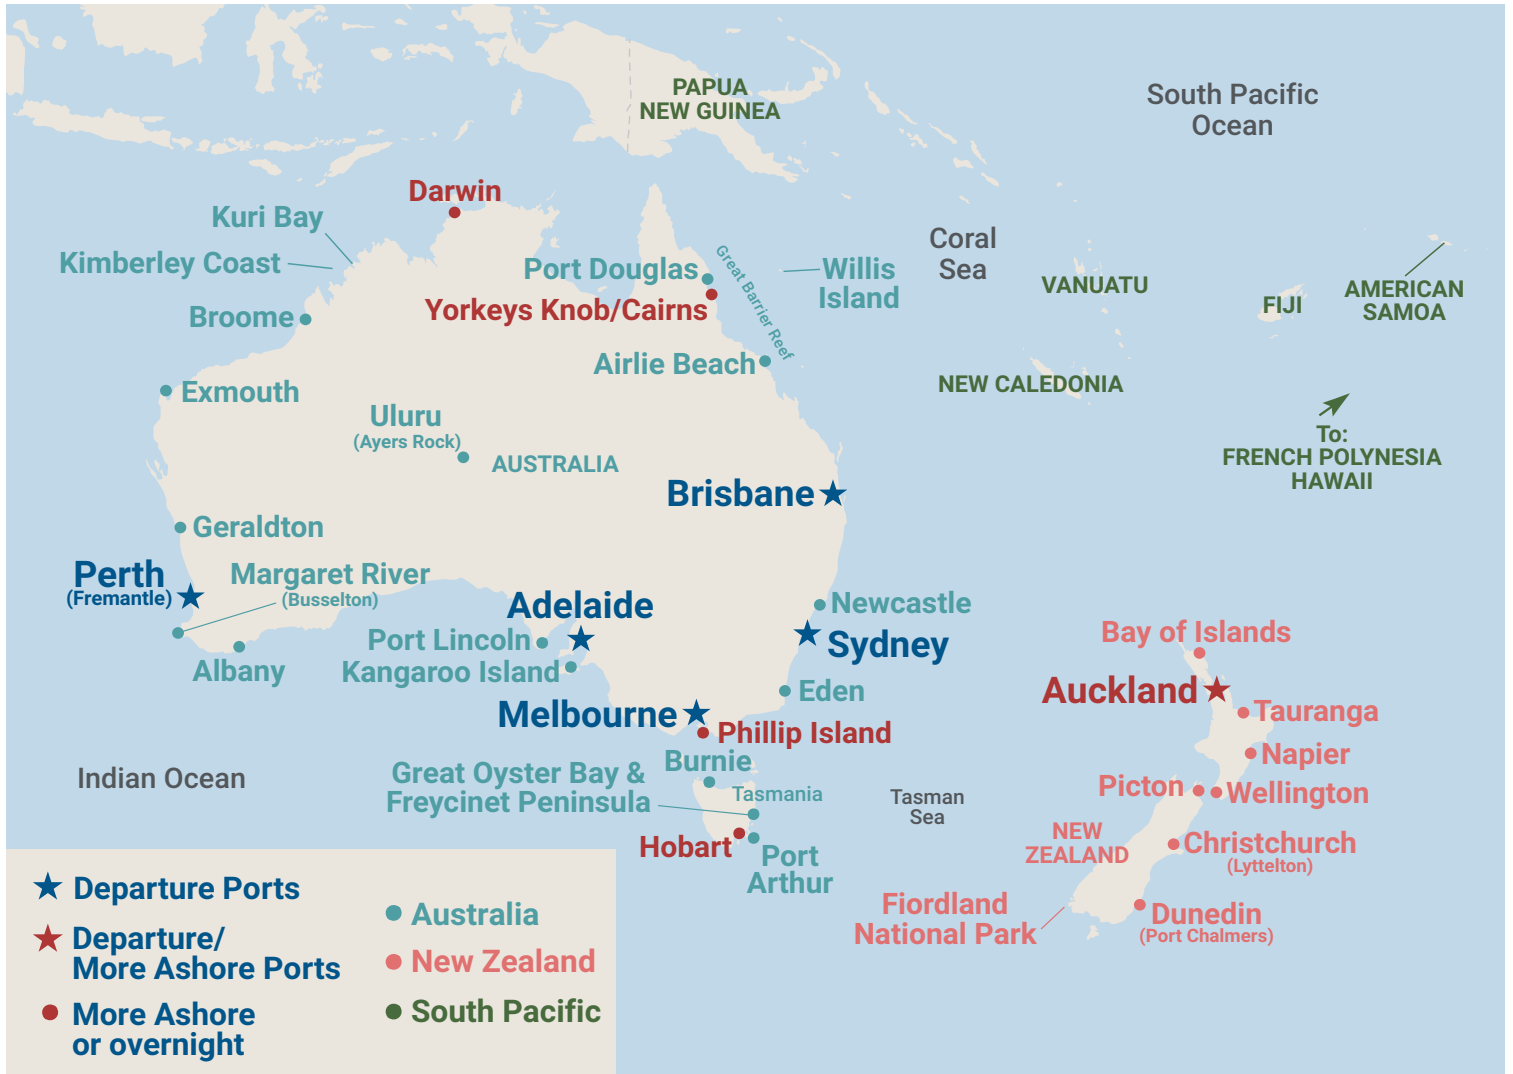 PAPUA
NEW GUINEA
South Pacific
Ocean
Darwin
Kuri Bay
Kimberley Coast
Broome
Port Douglas
Yorkeys Knob/Cairns
Great Barrier Reef
Willis
Island
Coral
Sea
VANUATU
FIJI
AMERICAN
SAMOA
Airlie Beach
NEW CALEDONIA
Exmouth
Uluru
(Ayers Rock)
AUSTRALIA
To:
FRENCH POLYNESIA
HAWAII
Brisbane
Geraldton
Perth
(Fremantle)
Margaret River
(Busselton)
Albany
Adelaide
Port Lincoln
Kangaroo Island
Newcastle
Sydney
Eden
Melbourne
Phillip Island
Burnie
Great Oyster Bay &
Freycinet Peninsula
Tasmania
Hobart
Port
Arthur
Indian Ocean
Tasman
Sea
Bay of Islands
Auckland
Tauranga
Napier
Picton
Wellington
NEW
ZEALAND
Christchurch
(Lyttelton)
Fiordland
National Park
Dunedin
(Port Chalmers)
Departure Ports
Departure/
More Ashore Ports
More Ashore
or overnight
Australia
New Zealand
South Pacific